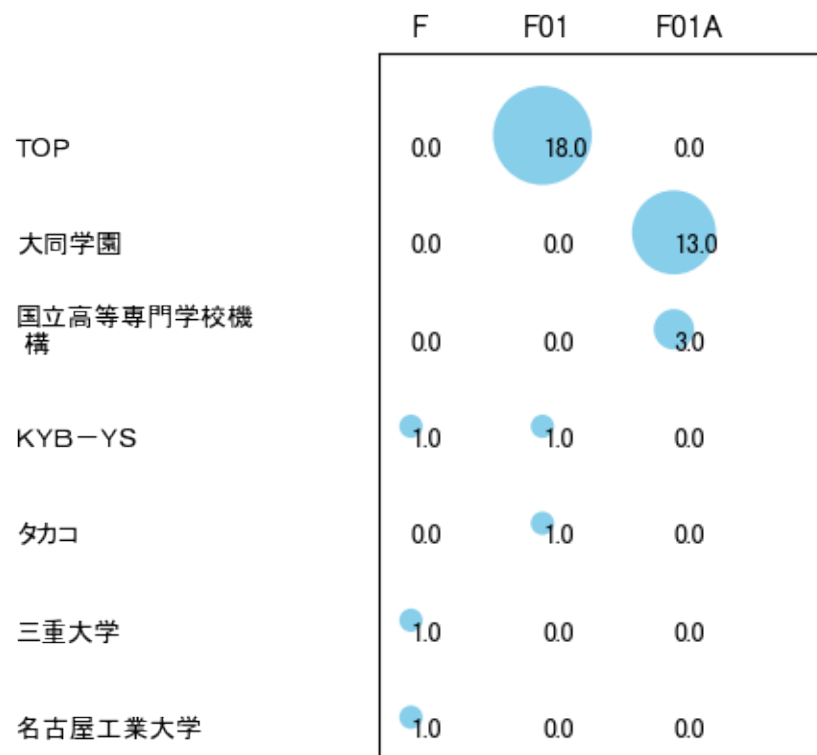 F F01 F01A
TOP 0.0 18.0 0.0
大同学園 0.0 0.0 13.0
国立高等専門学校機
構 0.0 0.0 3.0
KYB－YS 1.0 1.0 0.0
タカコ 0.0 1.0 0.0
三重大学 1.0 0.0 0.0
名古屋工業大学 1.0 0.0 0.0